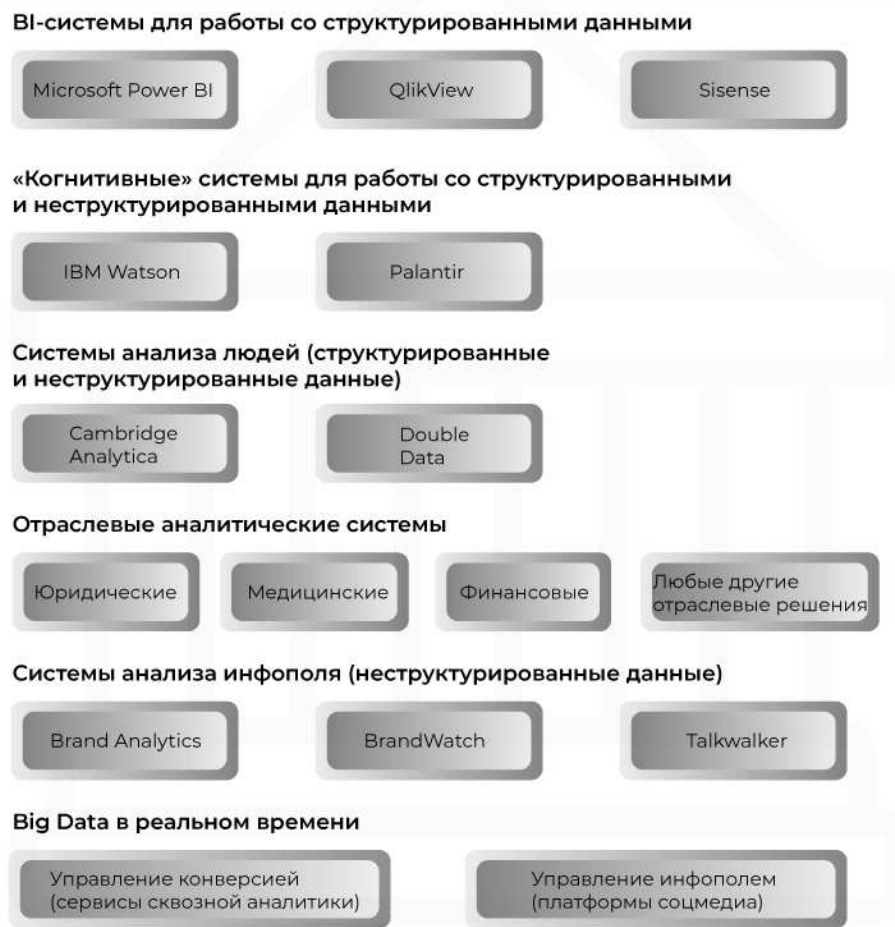 BI-системы для работы со структурированными данными
Microsoft Power BI
QlikView
Sisense
«Когнитивные» системы для работы со структурированными
и неструктурированными данными
IBM Watson
Palantir
Системы анализа людей (структурированные
и неструктурированные данные)
Cambridge
Analytica
Double
Data
Отраслевые аналитические системы
Юридические
Медицинские
Финансовые
Любые другие
отраслевые решения
Системы анализа инфополя (неструктурированные данные)
Brand Analytics
BrandWatch
Talkwalker
Big Data в реальном времени
Управление конверсией
(сервисы сквозной аналитики)
Управление инфополем
(платформы соцмедиа)